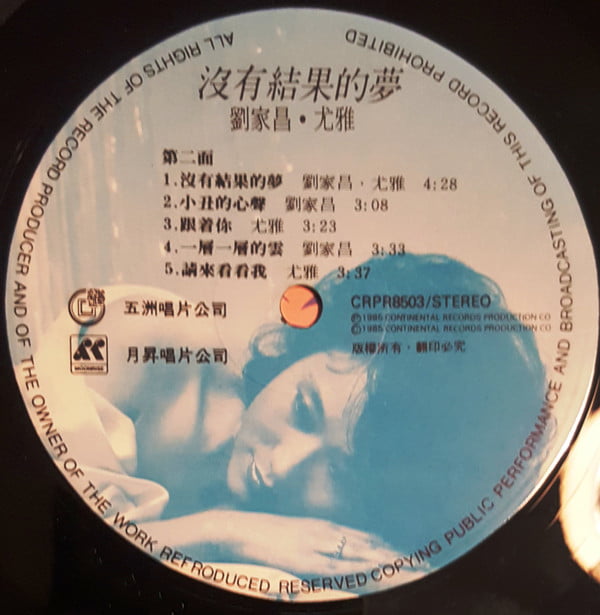 沒有結果的夢
劉家昌•尤雅
第二面
1.沒有結果的夢 劉家昌•尤雅 4:28
2.小丑的心聲 劉家昌 3:08
3.跟着你 尤雅 3:23
4.一層一層的雲 劉家昌 3:33
5.請來看看我 尤雅 3:37
五洲唱片公司
月昇唱片公司
CRPR8503/STEREO
Ⓟ1985 CONTINENTAL RECORDS PRODUCTION CO
©1985 CONTINENTAL RECORDS PRODUCTION CO
版權所有•翻印必究
ALL RIGHTS OF THE RECORD PRODUCER AND OF THE OWNER OF THE WORK REPRODUCED RESERVED COPYING PUBLIC PERFORMANCE AND BROADCASTING OF THIS RECORD PROHIBITED